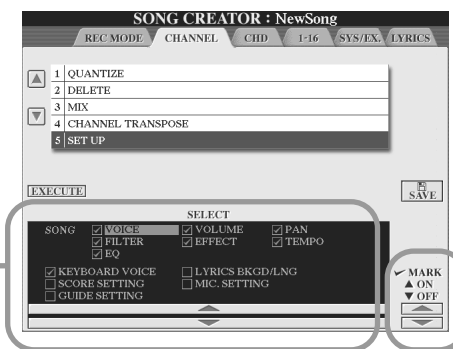 SONG CREATOR : NewSong
REC MODE CHANNEL CHD 1-16 SYS/EX. LYRICS
1 QUANTIZE
2 DELETE
3 MIX
4 CHANNEL TRANSPOSE
5 SET UP
EXECUTE
SAVE
SELECT
SONG VOICE VOLUME PAN
FILTER EFFECT TEMPO
EQ
KEYBOARD VOICE LYRICS BKGD/LNG
SCORE SETTING MIC. SETTING
GUIDE SETTING
MARK
▲ ON
▼ OFF